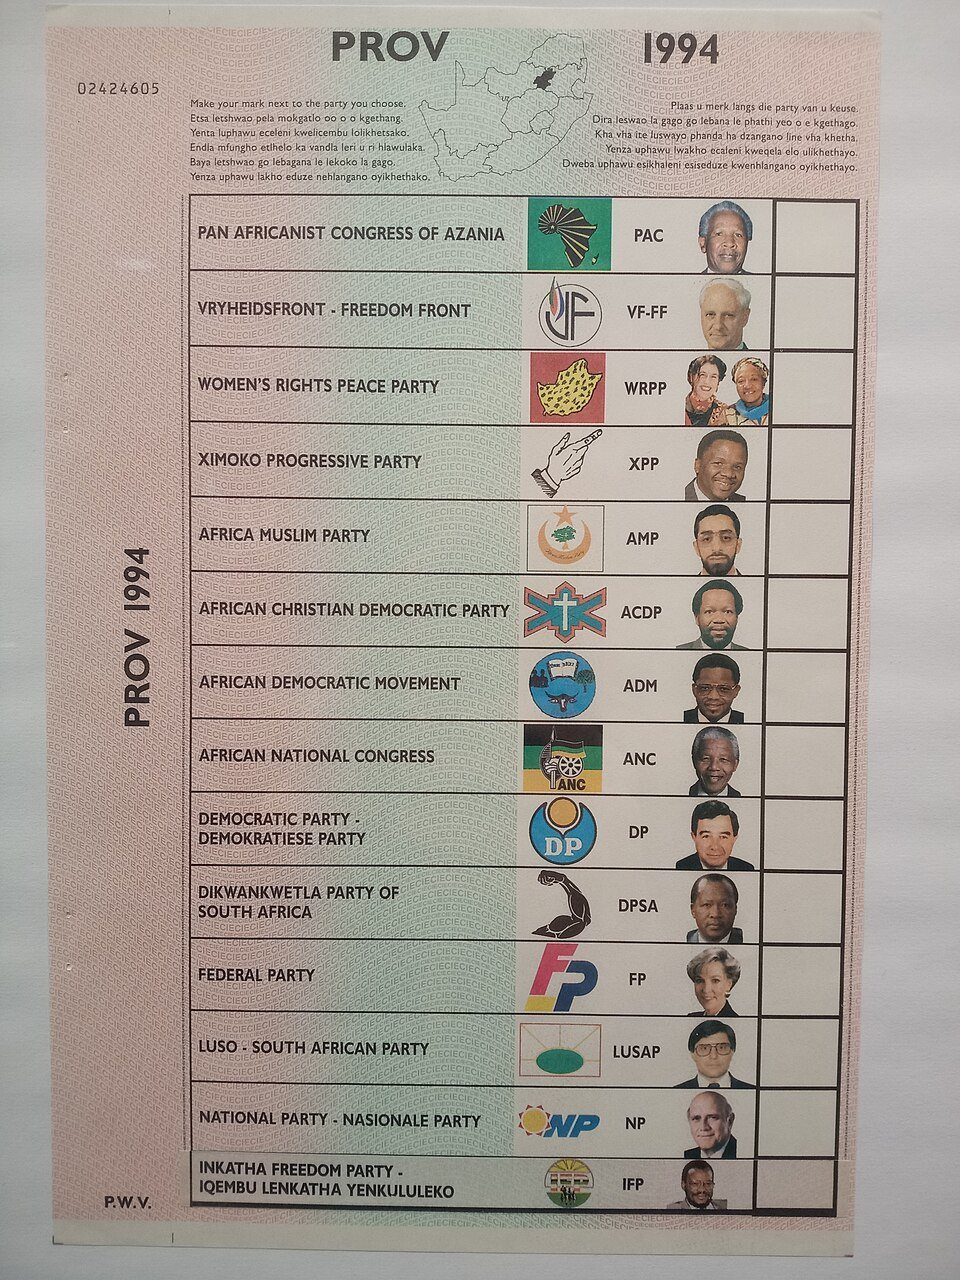 PROV 1994
02424605
Make your mark next to the party you choose.
Etsa letshwao pela mokgatlo oo o o kgethang.
Yenta luphawu eceleni kwelicembu lolikhetsako.
Endla mfungho etlhelo ka vandla leri u ri hlawulaka.
Baya letshwao go lebagana le lekoko la gago.
Yenza uphawu lakho eduze nehlangano oyikhethako.
Plaas u merk langs die party van u keuse.
Dira leswao la gago go lebana le phathi yeo o e kgethago.
Kha vha ite luswayo phanda ha dzangano line vha khetha.
Yenza uphawu lwakho ecaleni kweqela elo ulikhethayo.
Dweba uphawu esikhaleni esiseduze kwenhlangano oyikhethayo.
PAN AFRICANIST CONGRESS OF AZANIA PAC
VRYHEIDSFRONT - FREEDOM FRONT VF VF-FF
WOMEN'S RIGHTS PEACE PARTY WRPP
XIMOKO PROGRESSIVE PARTY XPP
AFRICA MUSLIM PARTY AMP
AFRICAN CHRISTIAN DEMOCRATIC PARTY ACDP
AFRICAN DEMOCRATIC MOVEMENT ADM
AFRICAN NATIONAL CONGRESS ANC ANC
DEMOCRATIC PARTY -
DEMOKRATIESE PARTY DP DP
DIKWANKWETLA PARTY OF
SOUTH AFRICA DPSA
FEDERAL PARTY FP FP
LUSO - SOUTH AFRICAN PARTY LUSAP
NATIONAL PARTY - NASIONALE PARTY NP NP
INKATHA FREEDOM PARTY -
IQEMBU LENKATHA YENKULULEKO IFP IFP
PROV 1994
P.W.V.